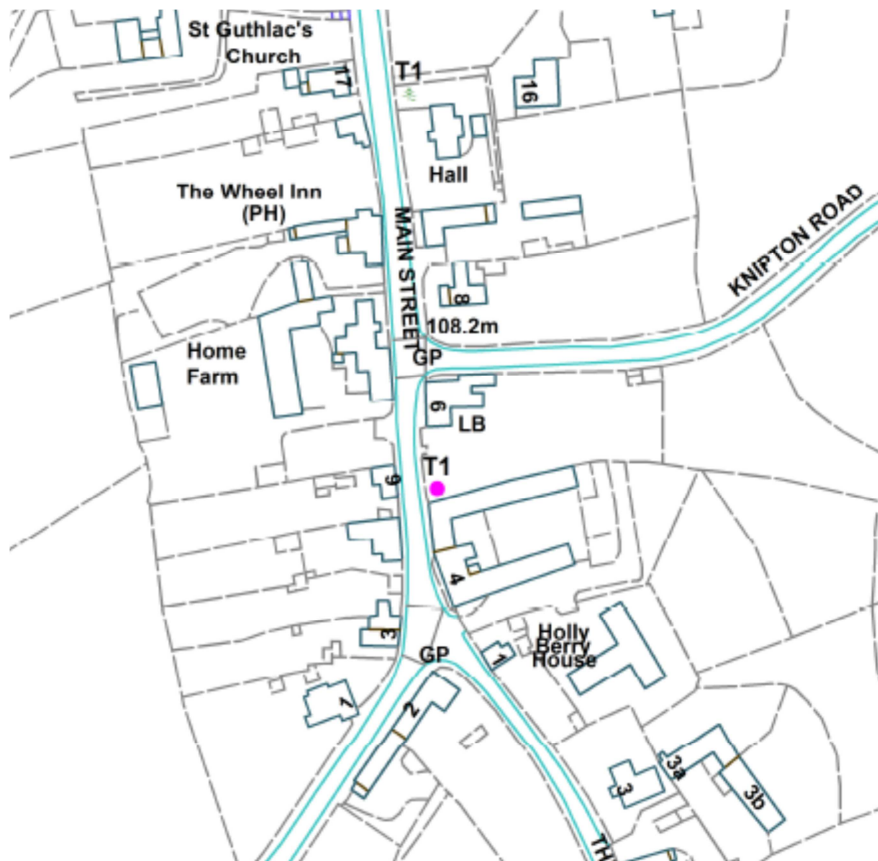 St Guthlac's
Church
17
T1
16
Hall
The Wheel Inn
(PH)
MAIN STREET
KNIPTON ROAD
8
108.2m
GP
Home
Farm
6
LB
T1
9
4
3
Holly
Berry
House
1
GP
1
2
3
3a
3b
TH